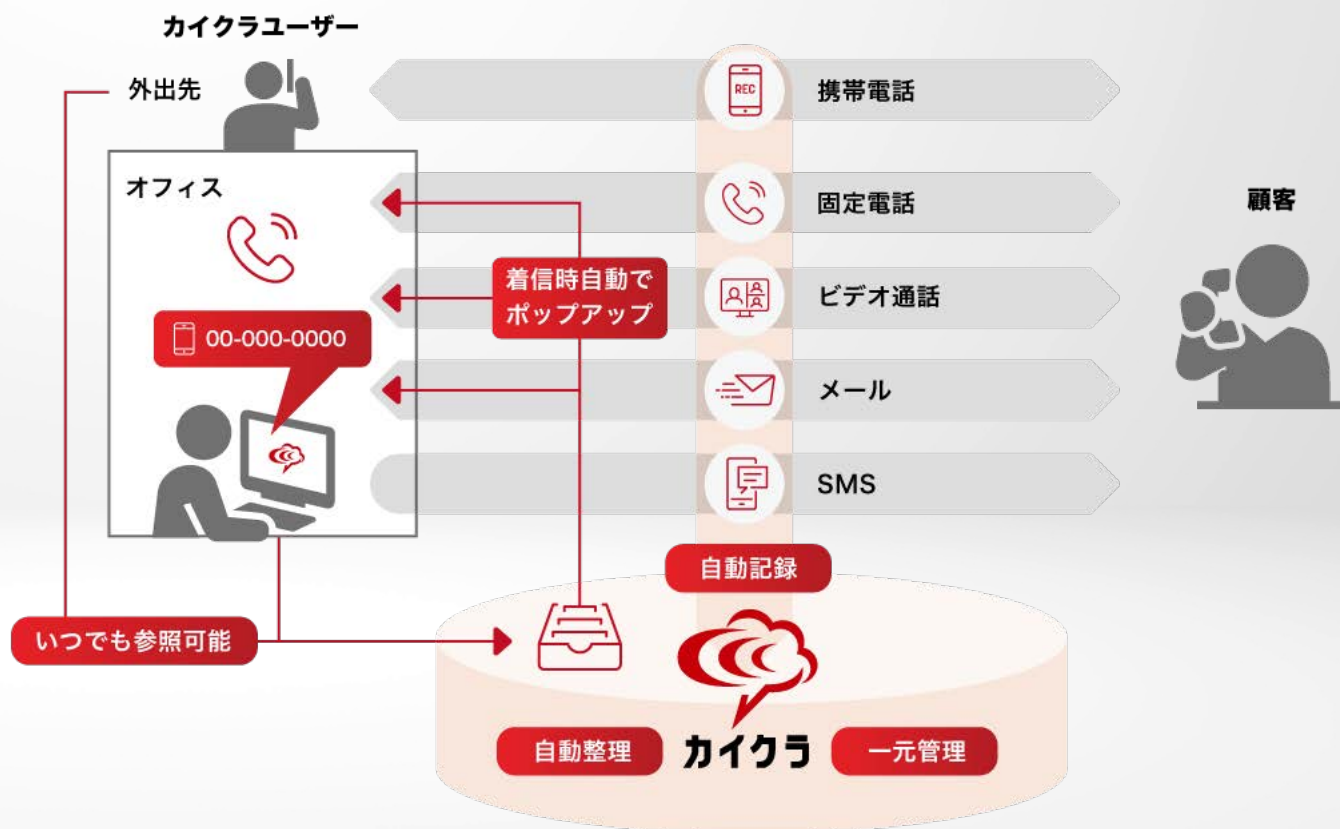 カイクラユーザー
外出先
携帯電話
REC
オフィス
固定電話
顧客
着信時自動で
ポップアップ
ビデオ通話
00-000-0000
メール
SMS
自動記録
いつでも参照可能
自動整理
カイクラ
一元管理